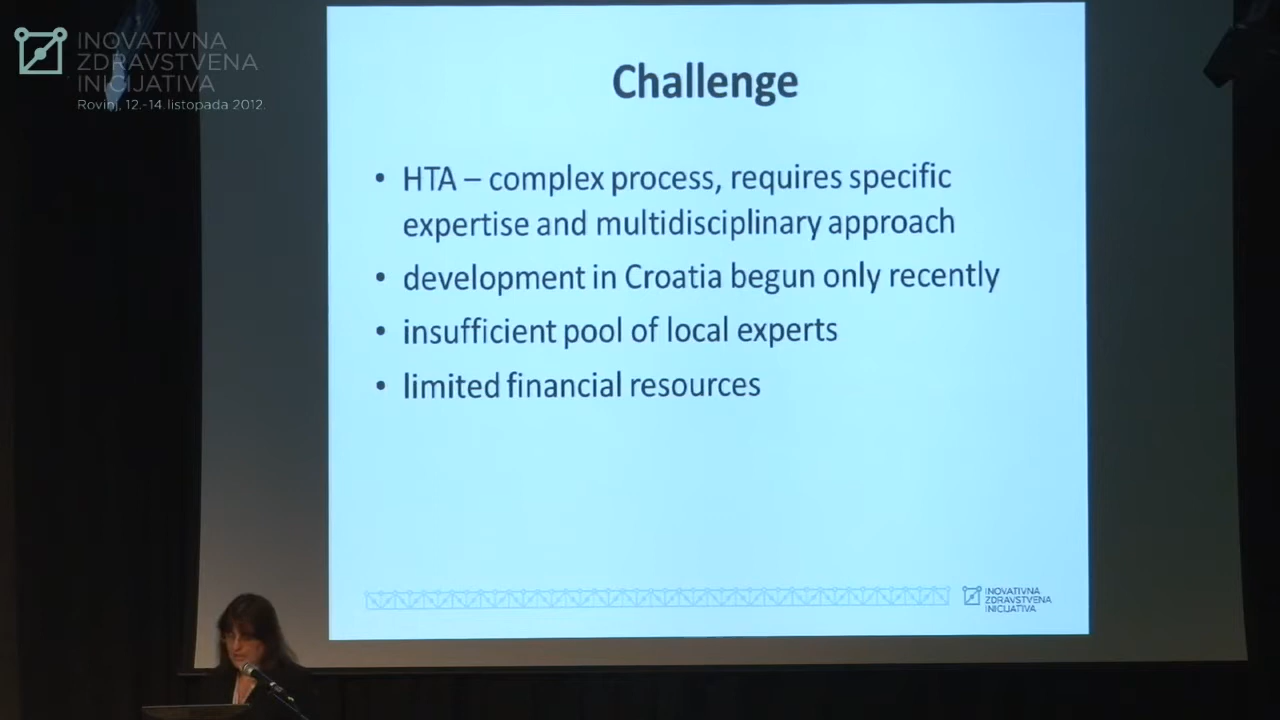 INOVATIVNA
ZDRAVSTVENA
INICIJATIVA
Rovinj, 12.-14. listopada 2012.
Challenge
• HTA – complex process, requires specific
expertise and multidisciplinary approach
• development in Croatia begun only recently
• insufficient pool of local experts
• limited financial resources
INOVATIVNA
ZDRAVSTVENA
INICIJATIVA